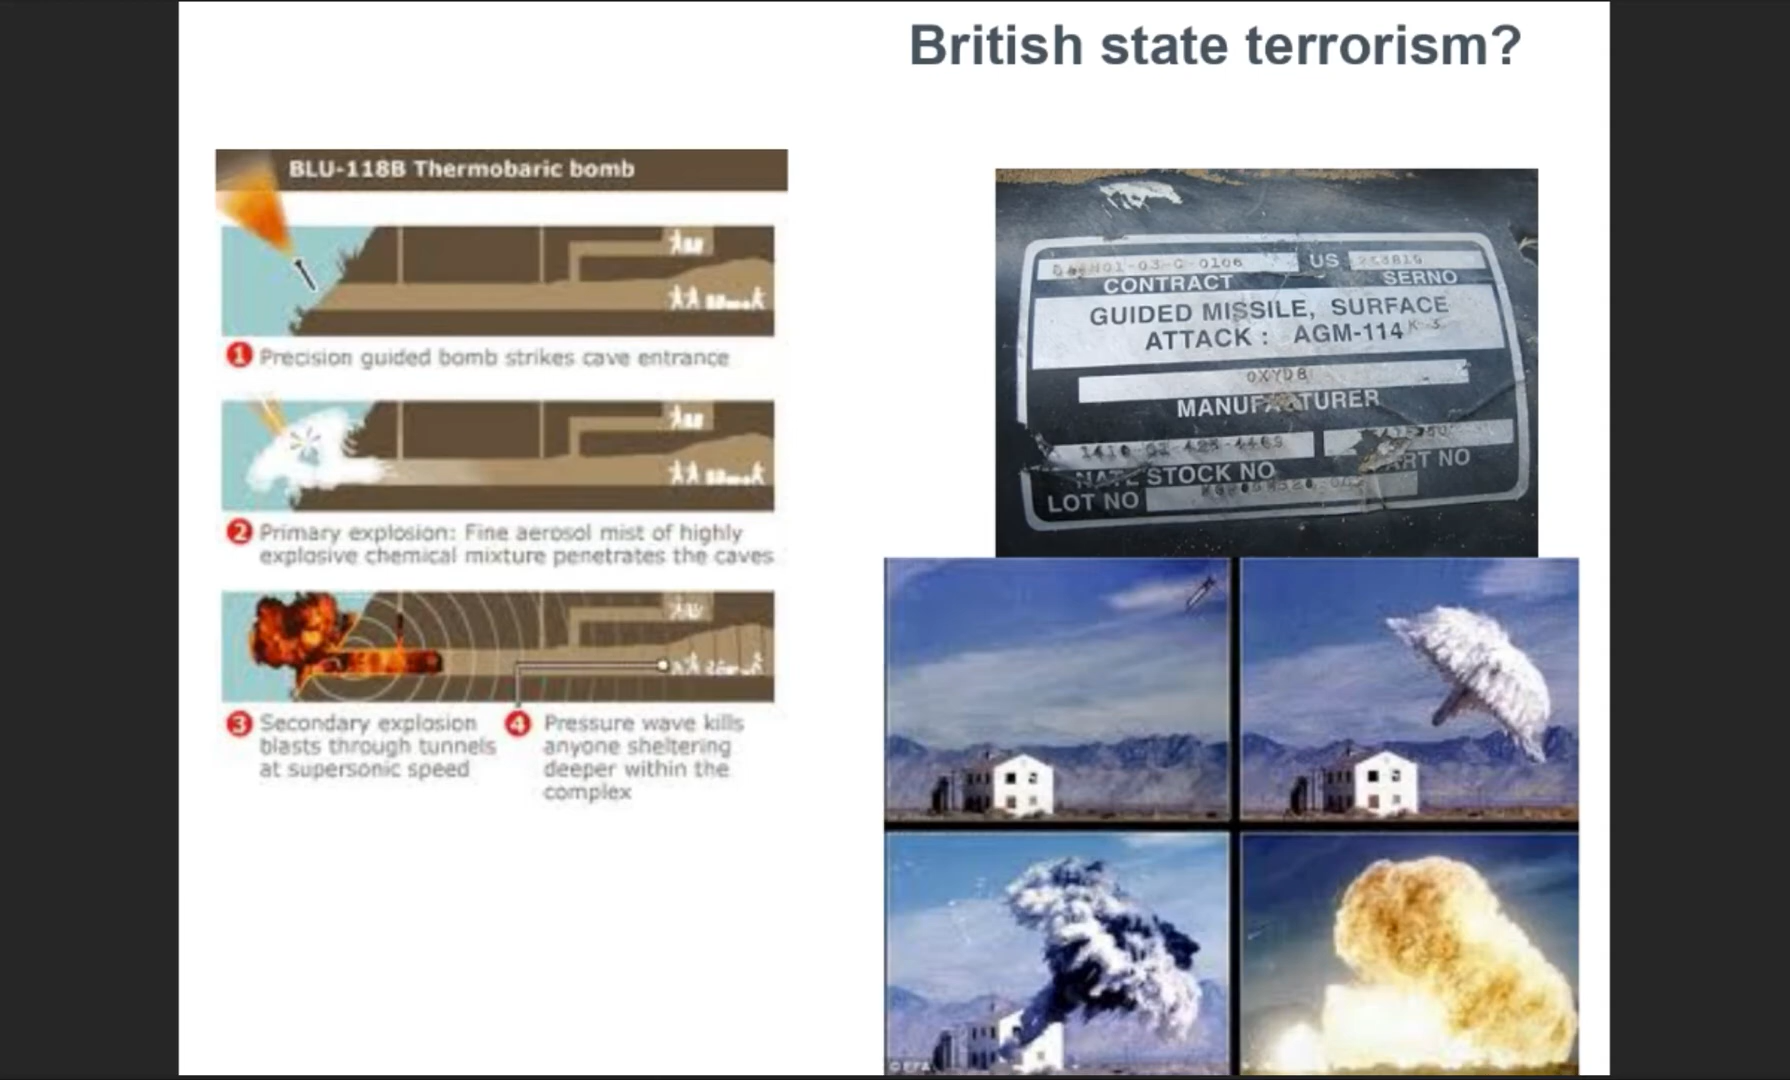 British state terrorism?
BLU-118B Thermobaric bomb
1 Precision guided bomb strikes cave entrance
2 Primary explosion: Fine aerosol mist of highly
explosive chemical mixture penetrates the caves
3 Secondary explosion
blasts through tunnels
at supersonic speed
4 Pressure wave kills
anyone sheltering
deeper within the
complex
US
CONTRACT SERNO
GUIDED MISSILE, SURFACE
ATTACK : AGM-114
MANUFACTURER
STOCK NO
LOT NO
© EPA